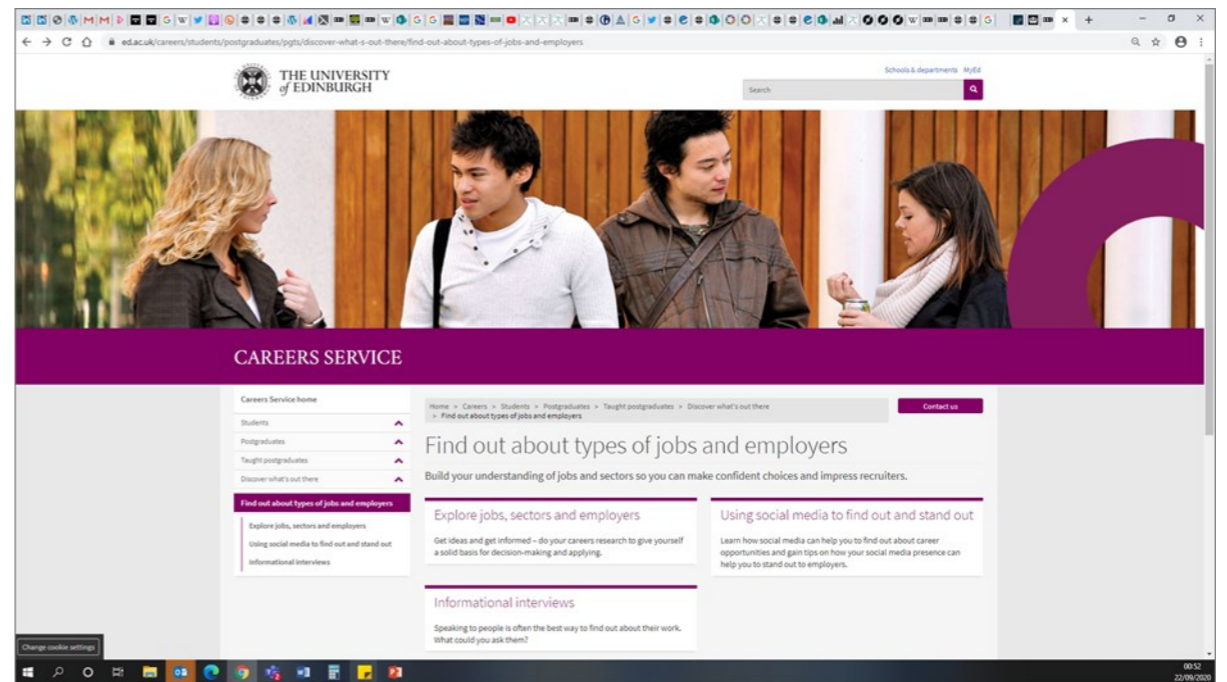 ed.ac.uk/careers/students/postgraduates/pgts/discover-what-s-out-there/find-out-about-types-of-jobs-and-employers
THE UNIVERSITY
of EDINBURGH
Schools & departments MyEd
Search
CAREERS SERVICE
Careers Service home
Students
Postgraduates
Taught postgraduates
Discover what's out there
Find out about types of jobs and employers
Explore jobs, sectors and employers
Using social media to find out and stand out
Informational interviews
Home > Careers > Students > Postgraduates > Taught postgraduates > Discover what's out there
> Find out about types of jobs and employers
Contact us
Find out about types of jobs and employers
Build your understanding of jobs and sectors so you can make confident choices and impress recruiters.
Explore jobs, sectors and employers
Get ideas and get informed – do your careers research to give yourself
a solid basis for decision-making and applying.
Using social media to find out and stand out
Learn how social media can help you to find out about career
opportunities and gain tips on how your social media presence can
help you to stand out to employers.
Informational interviews
Speaking to people is often the best way to find out about their work.
What could you ask them?
Change cookie settings
00:52
22/09/2020